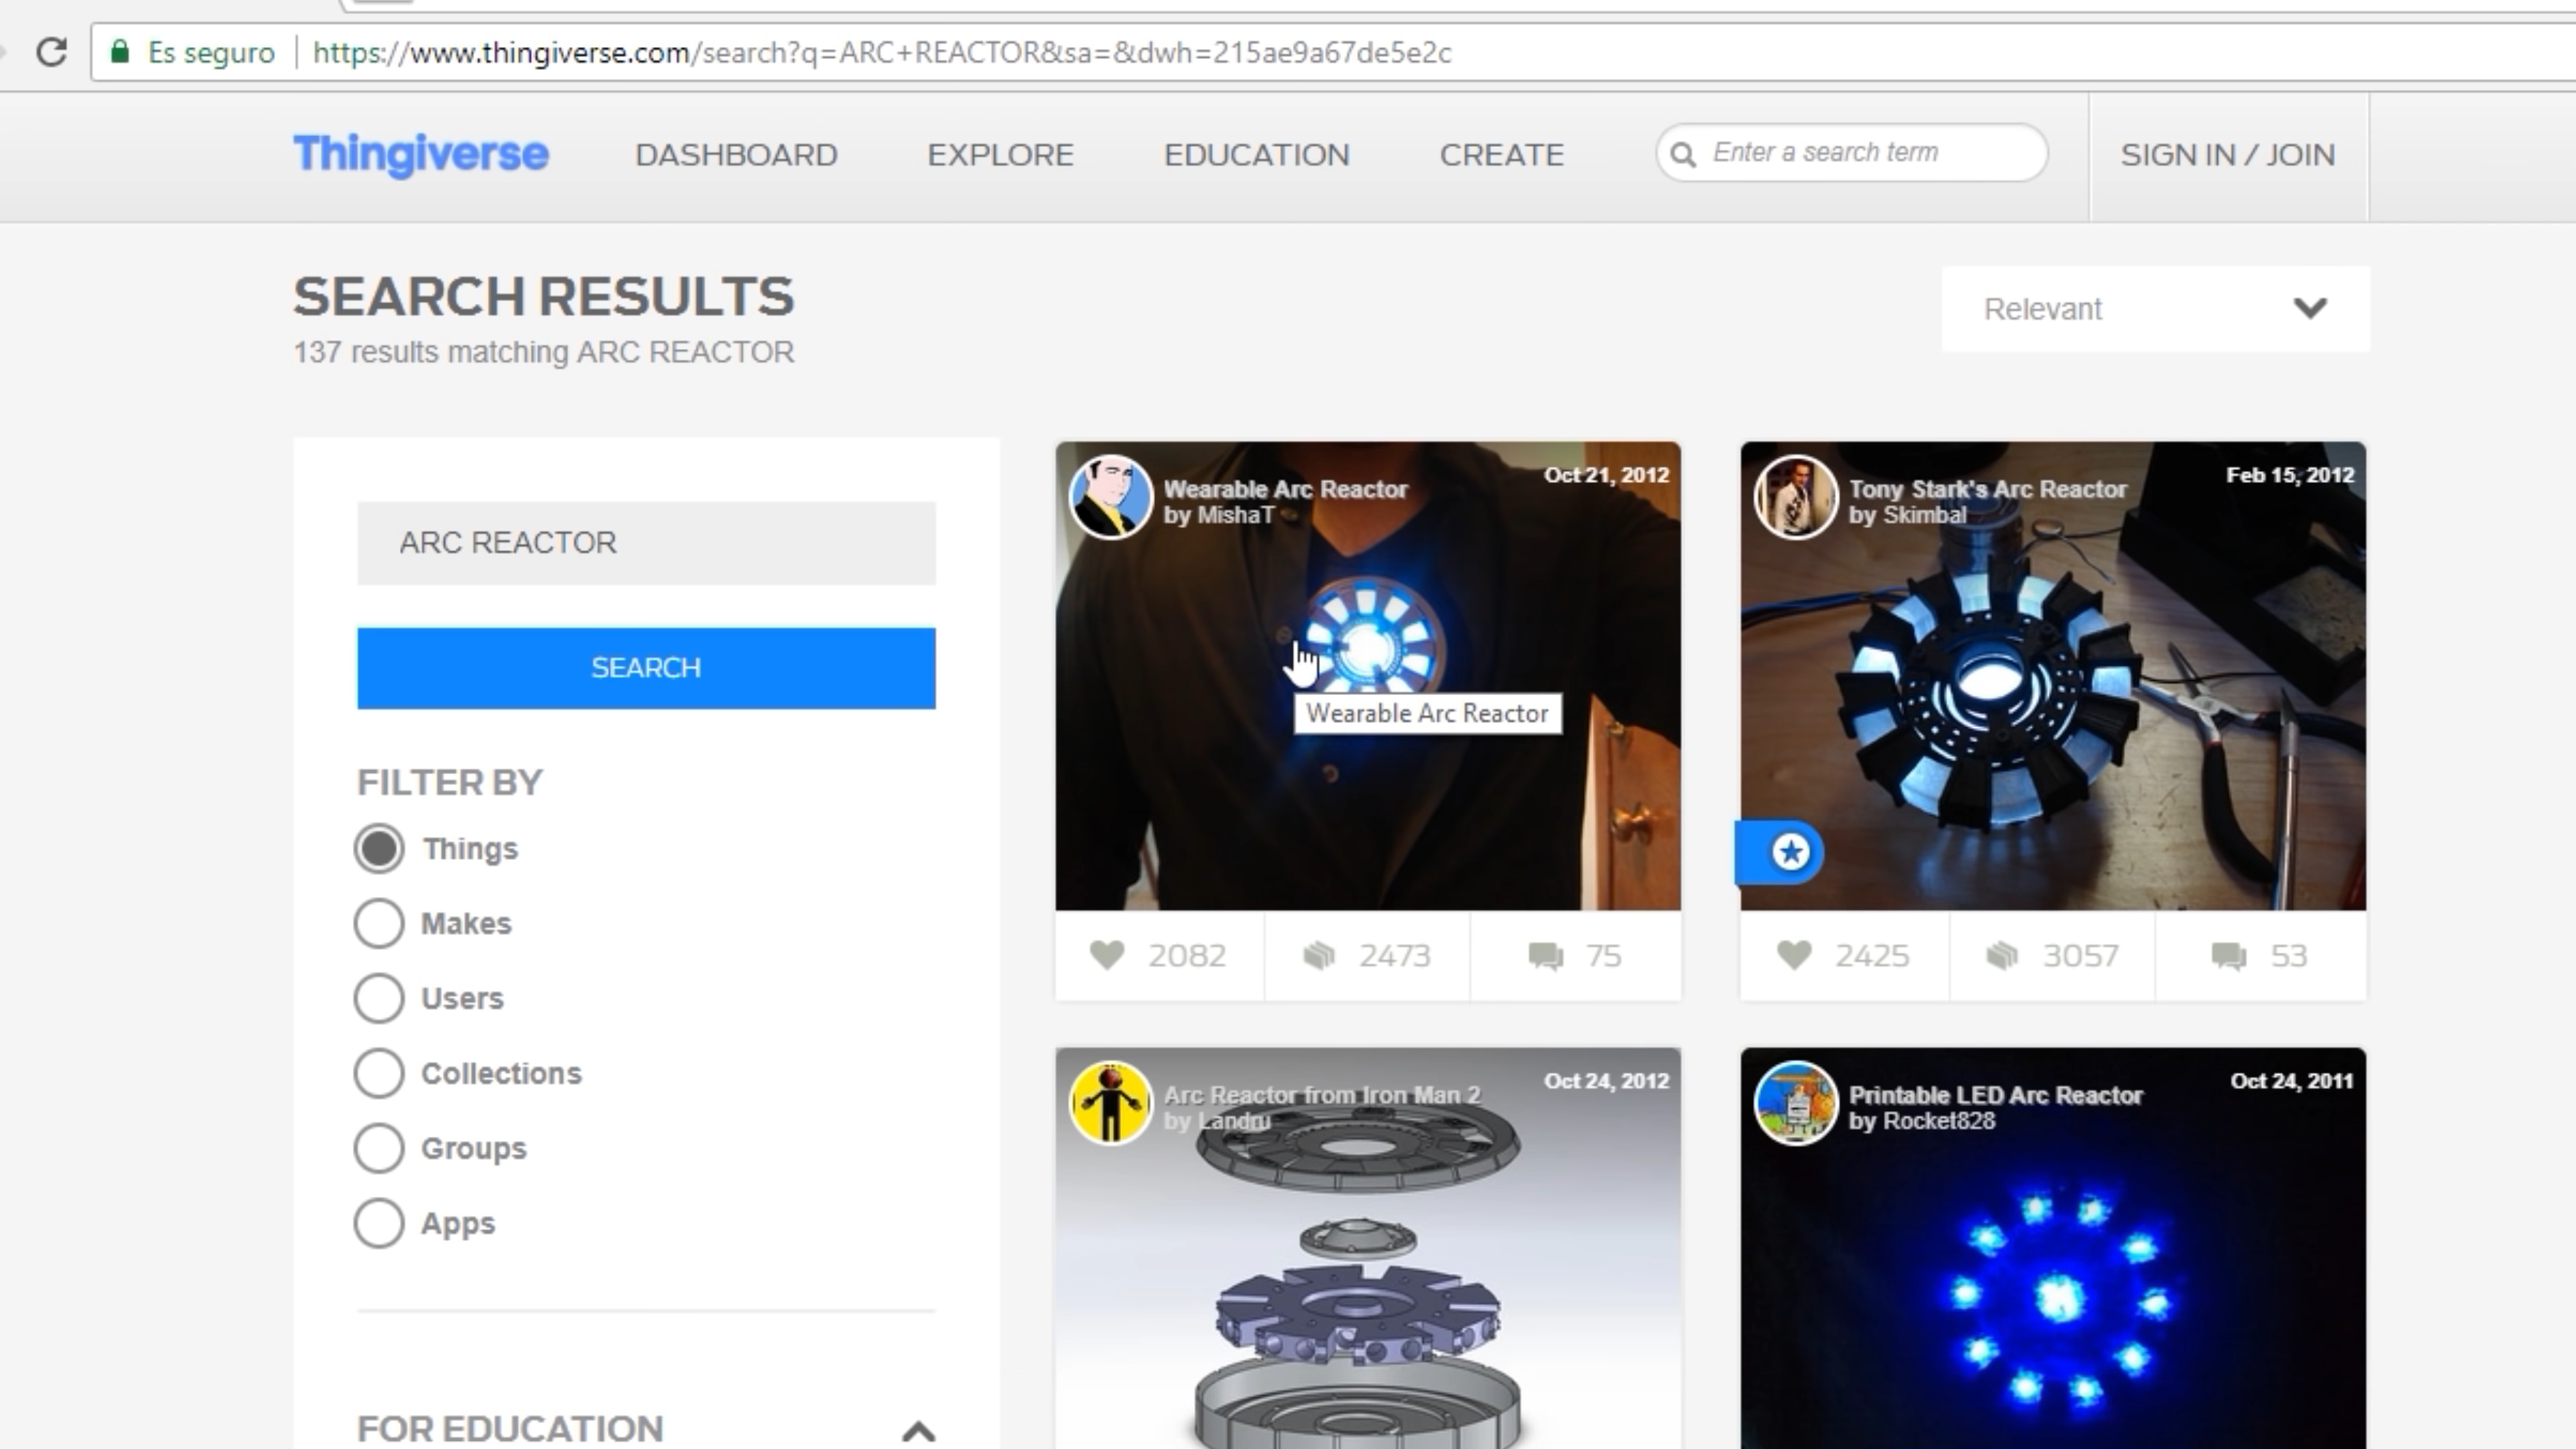 Es seguro
https://www.thingiverse.com/search?q=ARC+REACTOR&sa=&dwh=215ae9a67de5e2c
Thingiverse
DASHBOARD
EXPLORE
EDUCATION
CREATE
Enter a search term
SIGN IN / JOIN
SEARCH RESULTS
137 results matching ARC REACTOR
Relevant
ARC REACTOR
SEARCH
FILTER BY
Things
Makes
Users
Collections
Groups
Apps
FOR EDUCATION
Wearable Arc Reactor
by MishaT
Oct 21, 2012
Wearable Arc Reactor
2082
2473
75
Tony Stark's Arc Reactor
by Skimbal
Feb 15, 2012
2425
3057
53
Arc Reactor from Iron Man 2
by Landru
Oct 24, 2012
Printable LED Arc Reactor
by Rocket828
Oct 24, 2011